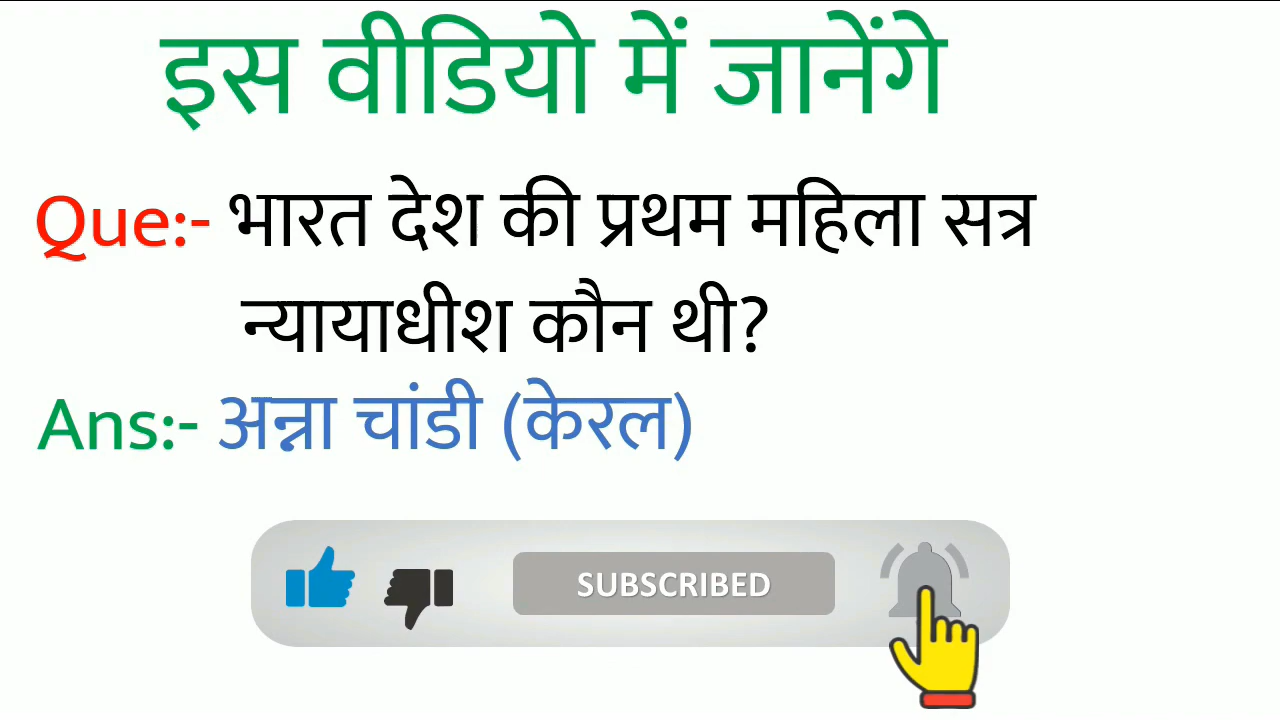 इस वीडियो में जानेंगे
Que:- भारत देश की प्रथम महिला सत्र
न्यायाधीश कौन थी?
Ans:- अन्ना चांडी (केरल)
SUBSCRIBED